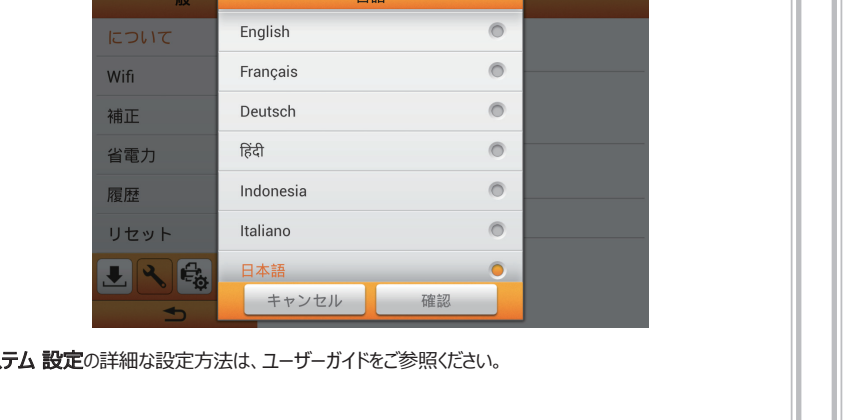 言語
について
Wifi
補正
省電力
履歴
リセット
English
Français
Deutsch
हिंदी
Indonesia
Italiano
日本語
キャンセル
確認
テム 設定の詳細な設定方法は、ユーザーガイドをご参照ください。